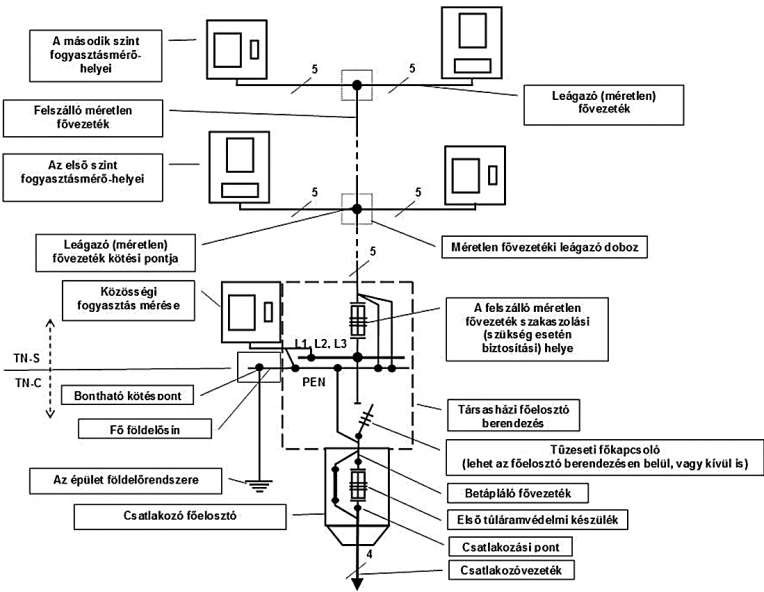 A második szint
fogyasztásmérő-
helyei
5
5
Leágazó (méretlen)
fővezeték
Felszálló méretlen
fővezeték
Az első szint
fogyasztásmérő-helyei
5
5
Leágazó (méretlen)
fővezeték kötési pontja
Méretlen fővezetéki leágazó doboz
5
Közösségi
fogyasztás mérése
A felszálló méretlen
fővezeték szakaszolási
(szükség esetén
biztosítási) helye
L1, L2, L3
TN-S
TN-C
PEN
Bontható kötéspont
Fő földelősín
Társasházi főelosztó
berendezés
Tűzeseti főkapcsoló
(lehet az főelosztó berendezésen belül, vagy kívül is)
Az épület földelőrendszere
Betápláló fővezeték
Csatlakozó főelosztó
Első túláramvédelmi készülék
Csatlakozási pont
4
Csatlakozóvezeték